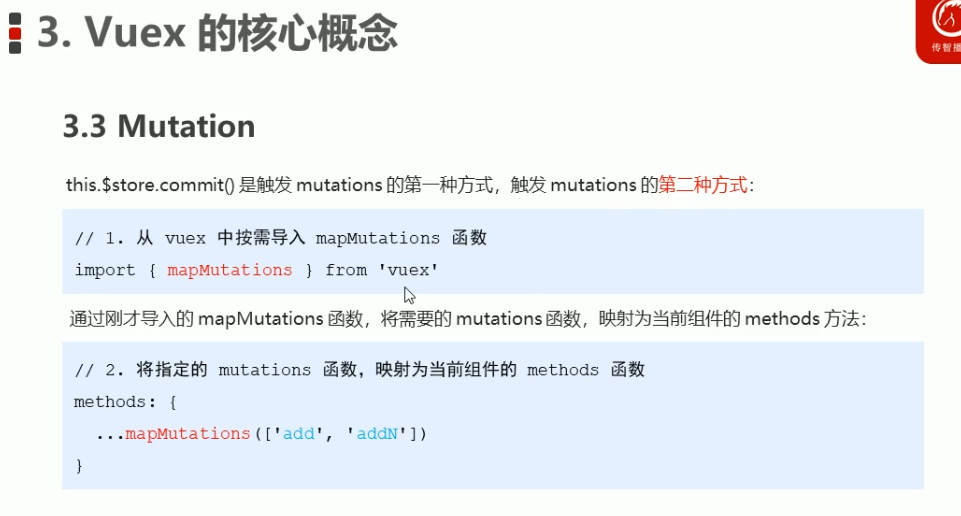 3. Vuex 的核心概念
传智播
3.3 Mutation
this.$store.commit() 是触发 mutations 的第一种方式，触发 mutations 的第二种方式：
// 1. 从 vuex 中按需导入 mapMutations 函数
import { mapMutations } from 'vuex'
通过刚才导入的 mapMutations 函数，将需要的 mutations 函数，映射为当前组件的 methods 方法：
// 2. 将指定的 mutations 函数，映射为当前组件的 methods 函数
methods: {
...mapMutations(['add', 'addN'])
}